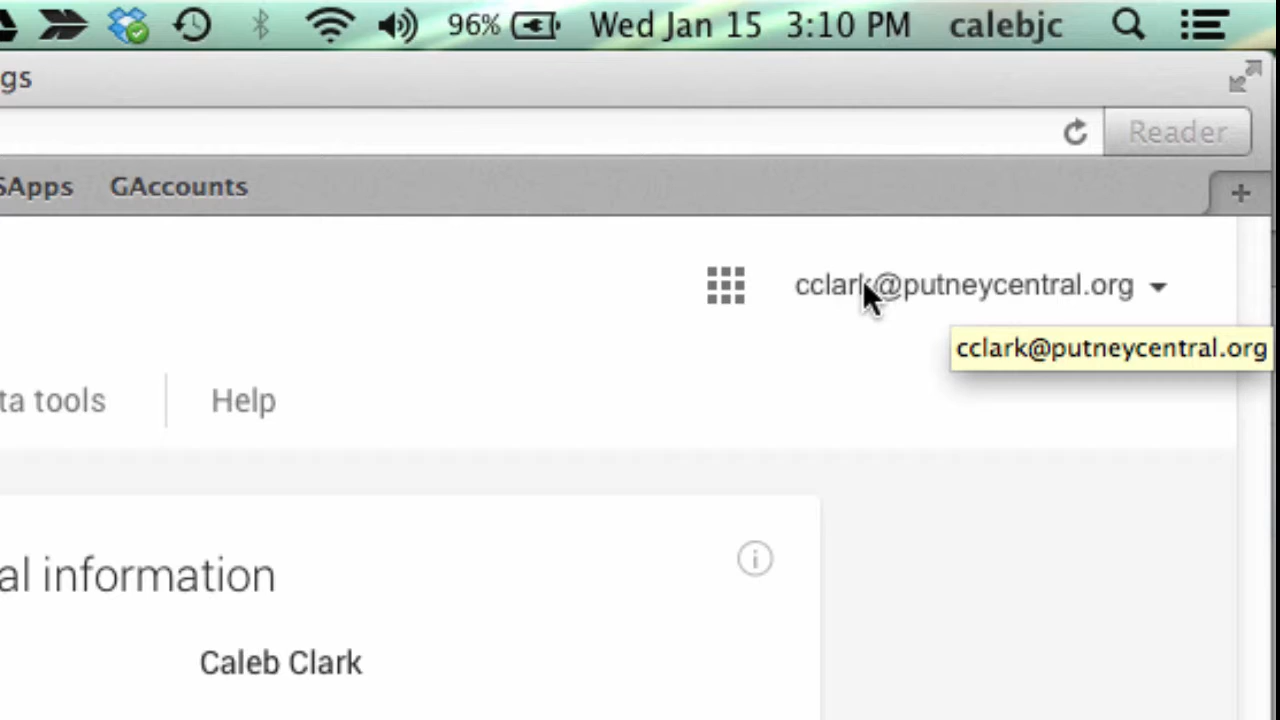 96% Wed Jan 15 3:10 PM calebjc
gs
Reader
SApps GAccounts
cclark@putneycentral.org
cclark@putneycentral.org
ta tools Help
al information
Caleb Clark